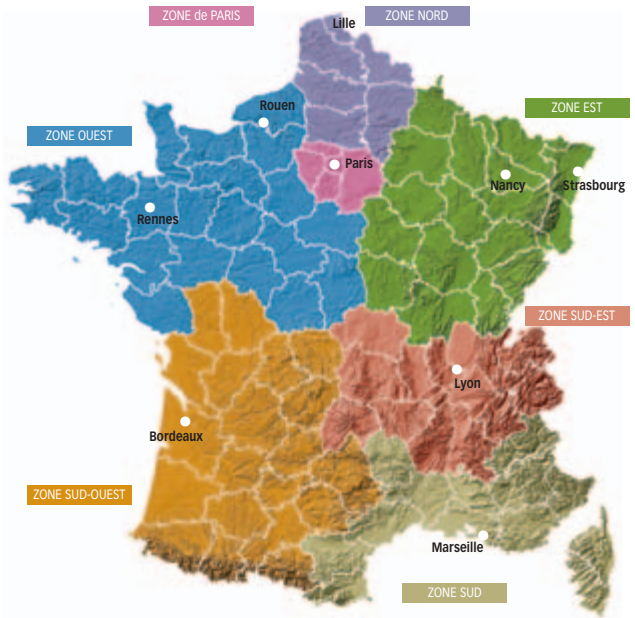 ZONE de PARIS
ZONE NORD
Lille
Rouen
ZONE EST
ZONE OUEST
Paris
Nancy
Strasbourg
Rennes
ZONE SUD-EST
Lyon
Bordeaux
ZONE SUD-OUEST
Marseille
ZONE SUD